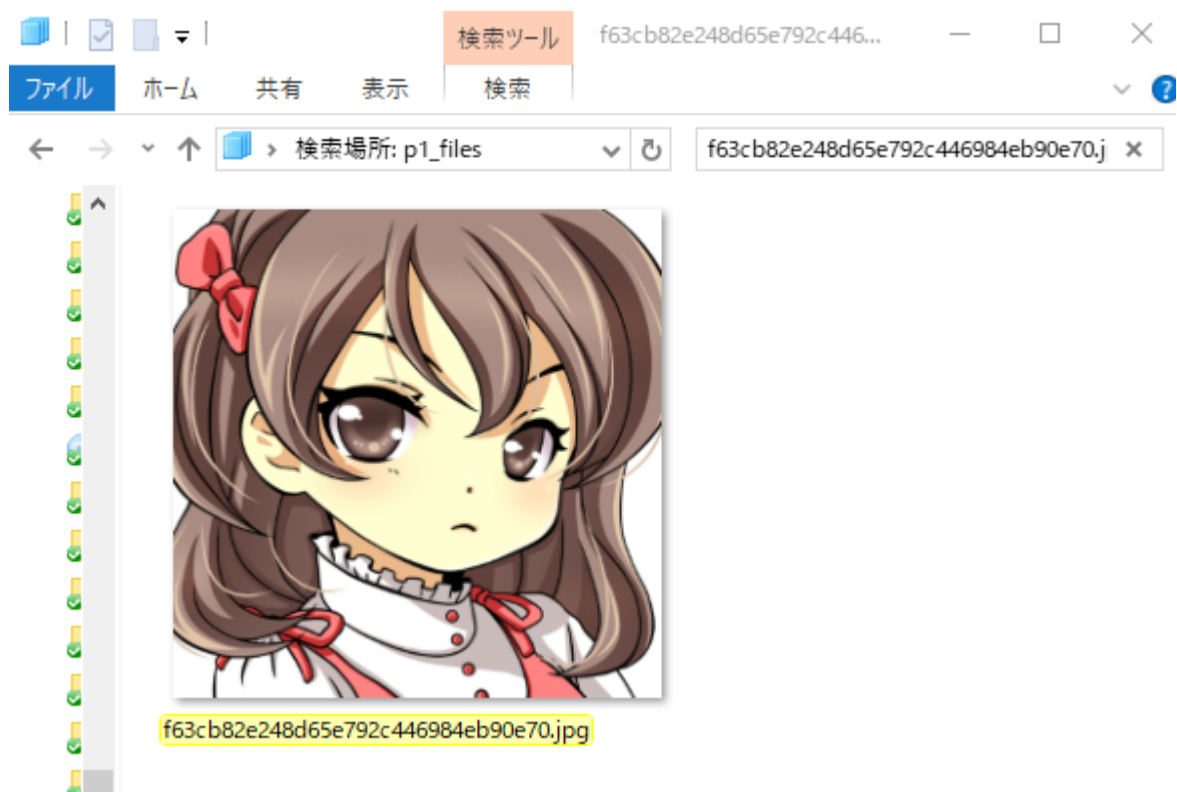 検索ツール f63cb82e248d65e792c446...
ファイル ホーム 共有 表示 検索
検索場所: p1_files f63cb82e248d65e792c446984eb90e70.j
f63cb82e248d65e792c446984eb90e70.jpg